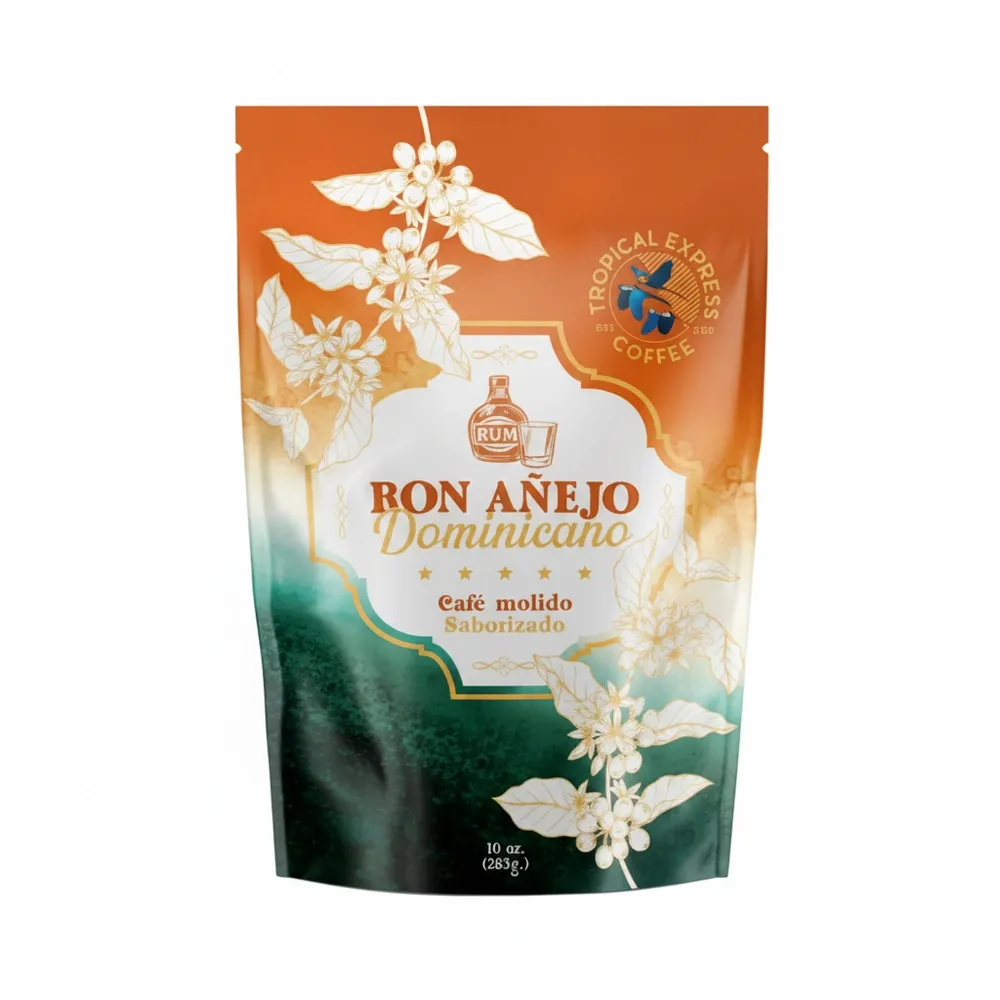 TROPICAL EXPRESS
COFFEE
RUM
RON AÑEJO
Dominicano
Café molido
Saborizado
10 oz.
(283g.)